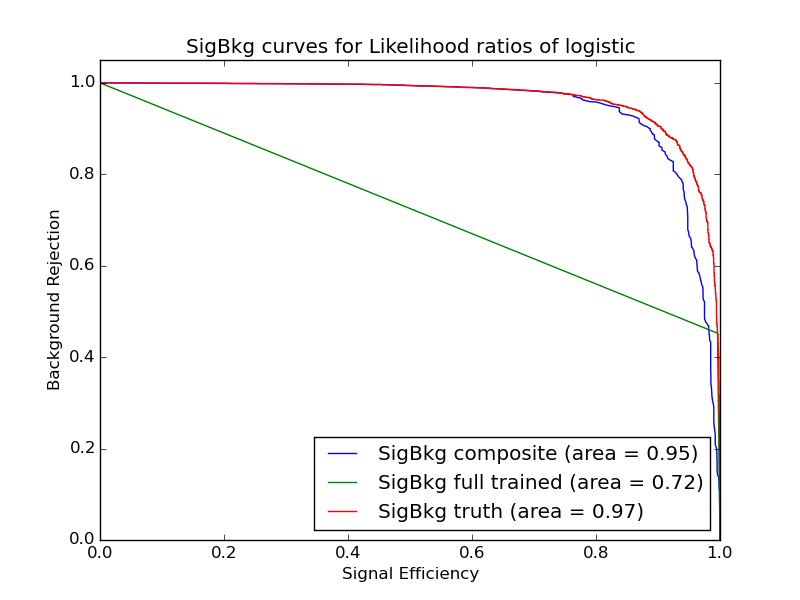 SigBkg curves for Likelihood ratios of logistic
1.0
0.8
0.6
0.4
0.2
0.0
Background Rejection
SigBkg composite (area = 0.95)
SigBkg full trained (area = 0.72)
SigBkg truth (area = 0.97)
0.0 0.2 0.4 0.6 0.8 1.0
Signal Efficiency